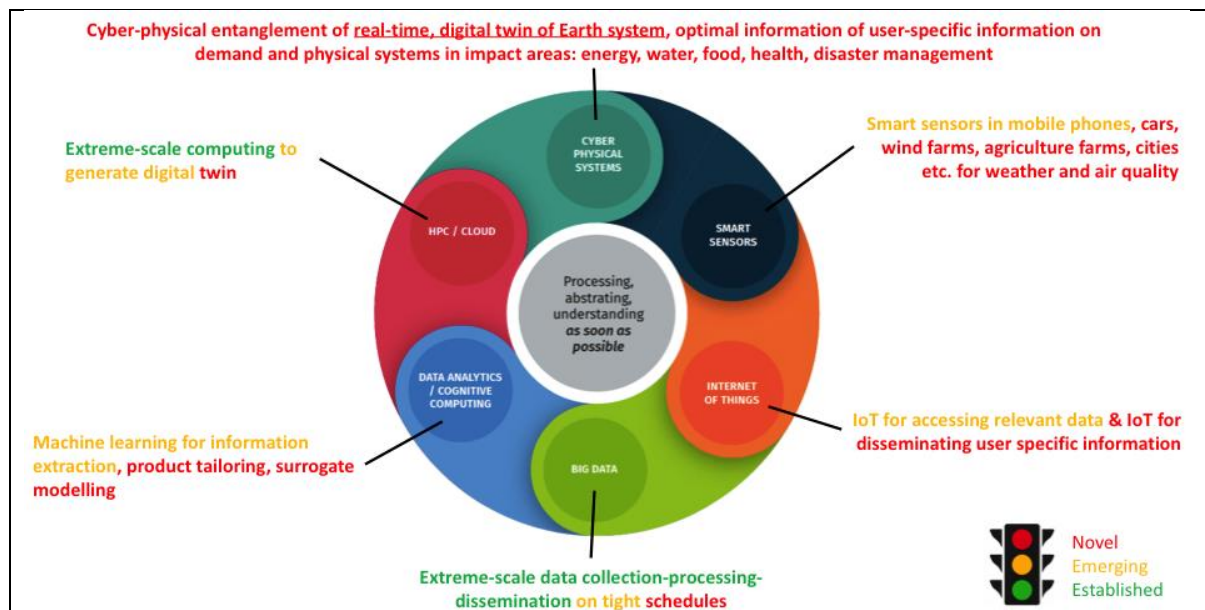 Cyber-physical entanglement of real-time, digital twin of Earth system, optimal information of user-specific information on
demand and physical systems in impact areas: energy, water, food, health, disaster management
Extreme-scale computing to
generate digital twin
CYBER
PHYSICAL
SYSTEMS
Smart sensors in mobile phones, cars,
wind farms, agriculture farms, cities
etc. for weather and air quality
HPC / CLOUD
SMART
SENSORS
Processing,
abstrating,
understanding
as soon as
possible
DATA ANALYTICS
/ COGNITIVE
COMPUTING
INTERNET
OF THINGS
Machine learning for information
extraction, product tailoring, surrogate
modelling
IoT for accessing relevant data & IoT for
disseminating user specific information
BIG DATA
Extreme-scale data collection-processing-
dissemination on tight schedules
Novel
Emerging
Established